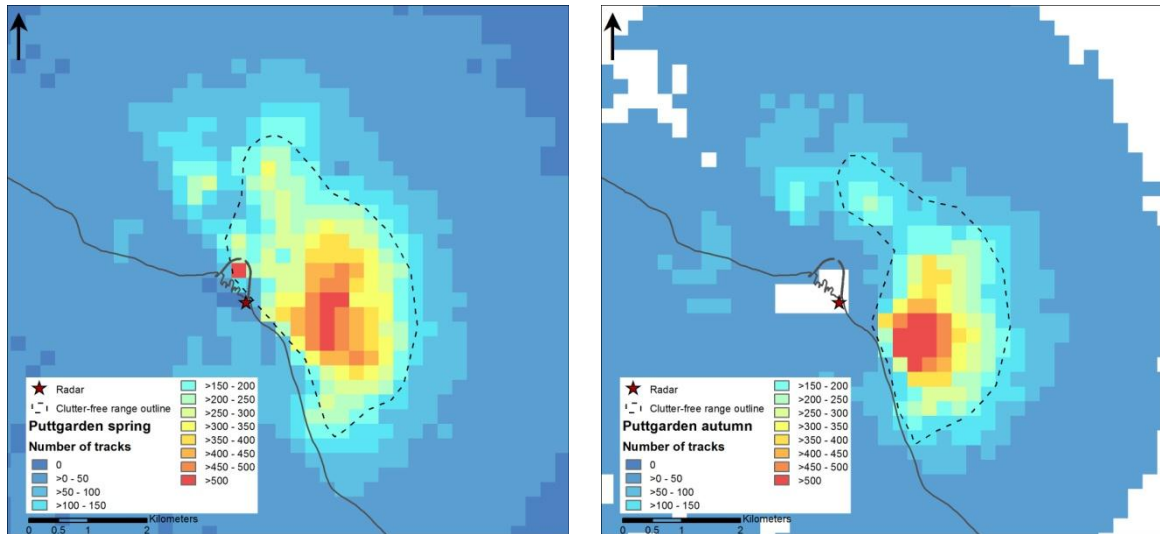 Radar
Clutter-free range outline
Puttgarden spring
Number of tracks
0
>0 - 50
>50 - 100
>100 - 150
>150 - 200
>200 - 250
>250 - 300
>300 - 350
>350 - 400
>400 - 450
>450 - 500
>500
Kilometers
0 0.5 1 2
Radar
Clutter-free range outline
Puttgarden autumn
Number of tracks
0
>0 - 50
>50 - 100
>100 - 150
>150 - 200
>200 - 250
>250 - 300
>300 - 350
>350 - 400
>400 - 450
>450 - 500
>500
Kilometers
0 0.5 1 2